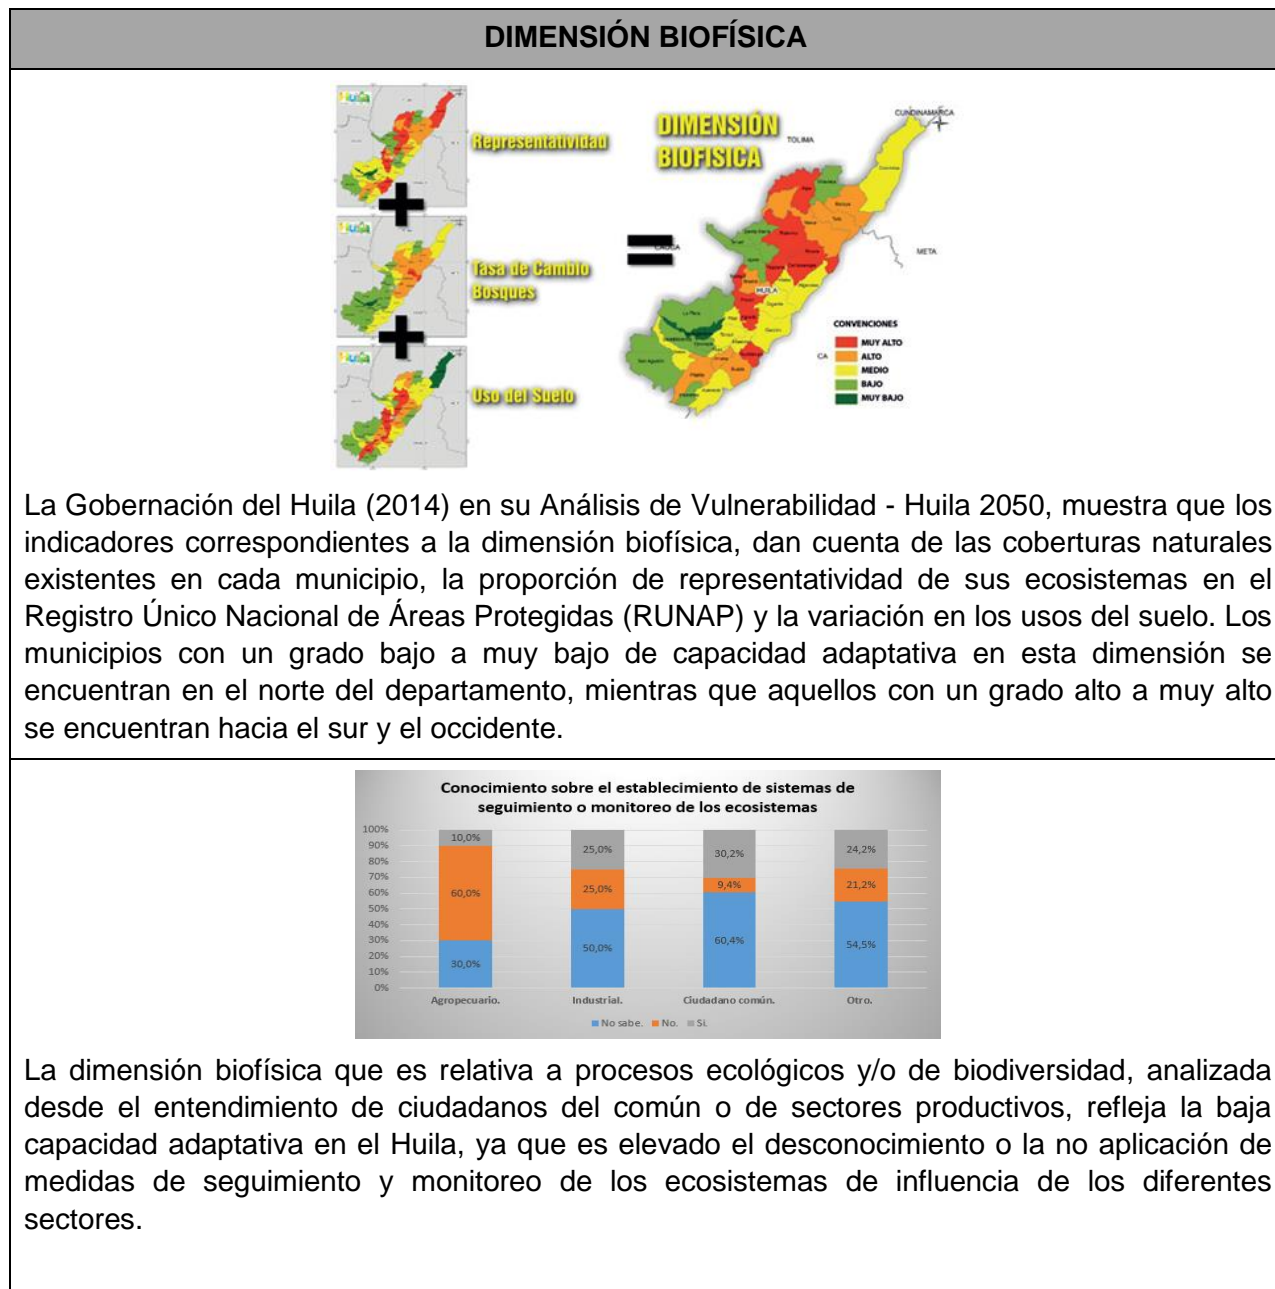 DIMENSIÓN BIOFÍSICA
Huila
Representatividad
Huila
Tasa de Cambio
Bosques
Huila
Uso del Suelo
DIMENSIÓN
BIOFISICA
TOLIMA
CUNDINAMARCA
META
HUILA
CA
CONVENCIONES
MUY ALTO
ALTO
MEDIO
BAJO
MUY BAJO
La Gobernación del Huila (2014) en su Análisis de Vulnerabilidad - Huila 2050, muestra que los
indicadores correspondientes a la dimensión biofísica, dan cuenta de las coberturas naturales
existentes en cada municipio, la proporción de representatividad de sus ecosistemas en el
Registro Único Nacional de Áreas Protegidas (RUNAP) y la variación en los usos del suelo. Los
municipios con un grado bajo a muy bajo de capacidad adaptativa en esta dimensión se
encuentran en el norte del departamento, mientras que aquellos con un grado alto a muy alto
se encuentran hacia el sur y el occidente.
Conocimiento sobre el establecimiento de sistemas de
seguimiento o monitoreo de los ecosistemas
100%
90%
80%
70%
60%
50%
40%
30%
20%
10%
0%
10,0%
60,0%
30,0%
25,0%
25,0%
50,0%
30,2%
9,4%
60,4%
24,2%
21,2%
54,5%
Agropecuario. Industrial. Ciudadano común. Otro.
No sabe. No. Si.
La dimensión biofísica que es relativa a procesos ecológicos y/o de biodiversidad, analizada
desde el entendimiento de ciudadanos del común o de sectores productivos, refleja la baja
capacidad adaptativa en el Huila, ya que es elevado el desconocimiento o la no aplicación de
medidas de seguimiento y monitoreo de los ecosistemas de influencia de los diferentes
sectores.